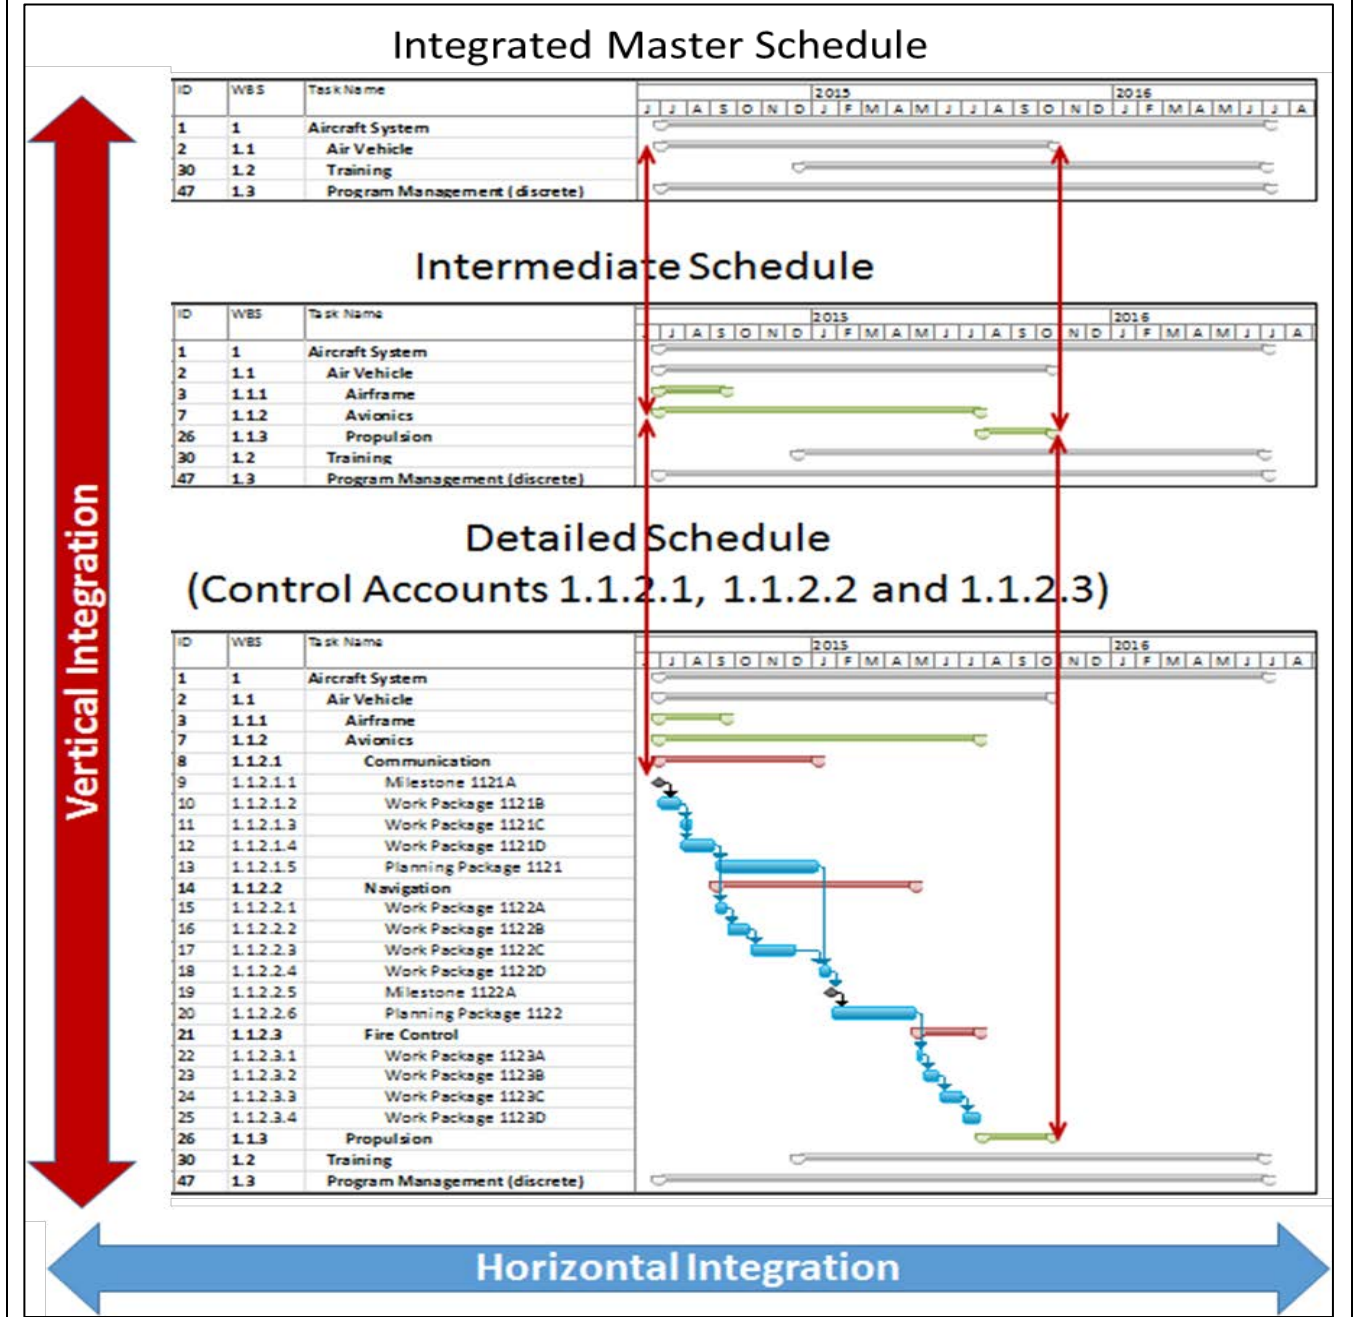 Integrated Master Schedule
ID WBS Task Name 2015 2016
J J A S O N D J F M A M J J A S O N D J F M A M J J A
1 1 Aircraft System
2 1.1 Air Vehicle
30 1.2 Training
47 1.3 Program Management (discrete)
Intermediate Schedule
ID WBS Task Name 2015 2016
J J A S O N D J F M A M J J A S O N D J F M A M J J A
1 1 Aircraft System
2 1.1 Air Vehicle
3 1.1.1 Airframe
7 1.1.2 Avionics
26 1.1.3 Propulsion
30 1.2 Training
47 1.3 Program Management (discrete)
Detailed Schedule
(Control Accounts 1.1.2.1, 1.1.2.2 and 1.1.2.3)
ID WBS Task Name 2015 2016
J J A S O N D J F M A M J J A S O N D J F M A M J J A
1 1 Aircraft System
2 1.1 Air Vehicle
3 1.1.1 Airframe
7 1.1.2 Avionics
8 1.1.2.1 Communication
9 1.1.2.1.1 Milestone 1121A
10 1.1.2.1.2 Work Package 1121B
11 1.1.2.1.3 Work Package 1121C
12 1.1.2.1.4 Work Package 1121D
13 1.1.2.1.5 Planning Package 1121
14 1.1.2.2 Navigation
15 1.1.2.2.1 Work Package 1122A
16 1.1.2.2.2 Work Package 1122B
17 1.1.2.2.3 Work Package 1122C
18 1.1.2.2.4 Work Package 1122D
19 1.1.2.2.5 Milestone 1122A
20 1.1.2.2.6 Planning Package 1122
21 1.1.2.3 Fire Control
22 1.1.2.3.1 Work Package 1123A
23 1.1.2.3.2 Work Package 1123B
24 1.1.2.3.3 Work Package 1123C
25 1.1.2.3.4 Work Package 1123D
26 1.1.3 Propulsion
30 1.2 Training
47 1.3 Program Management (discrete)
Vertical Integration
Horizontal Integration